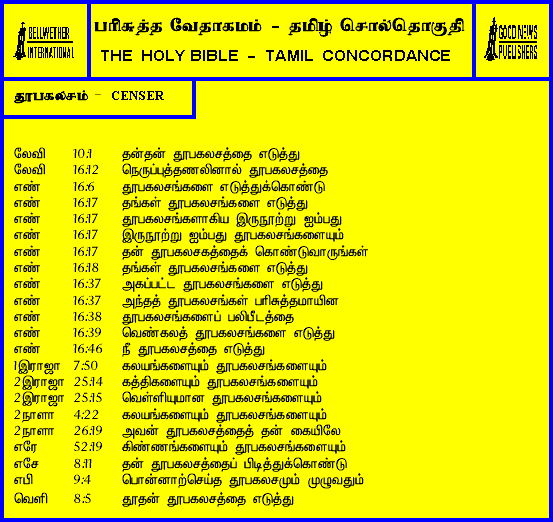 BELLWETHER
INTERNATIONAL
பரிசுத்த வேதாகமம் - தமிழ் சொல்தொகுதி
THE HOLY BIBLE - TAMIL CONCORDANCE
GOOD NEWS
PUBLISHERS
தூபகலசம் - CENSER
லேவி 10:1 தன்தன் தூபகலசத்தை எடுத்து
லேவி 16:12 நெருப்புத்தணலினால் தூபகலசத்தை
எண் 16:6 தூபகலசங்களை எடுத்துக்கொண்டு
எண் 16:17 தங்கள் தூபகலசங்களை எடுத்து
எண் 16:17 தூபகலசங்களாகிய இருநூற்று ஐம்பது
எண் 16:17 இருநூற்று ஐம்பது தூபகலசங்களையும்
எண் 16:17 தன் தூபகலசகத்தைக் கொண்டுவாருங்கள்
எண் 16:18 தங்கள் தூபகலசங்களை எடுத்து
எண் 16:37 அகப்பட்ட தூபகலசங்களை எடுத்து
எண் 16:37 அந்தத் தூபகலசங்கள் பரிசுத்தமாயின
எண் 16:38 தூபகலசங்களைப் பலிபீடத்தை
எண் 16:39 வெண்கலத் தூபகலசங்களை எடுத்து
எண் 16:46 நீ தூபகலசத்தை எடுத்து
1இராஜா 7:50 கலயங்களையும் தூபகலசங்களையும்
2இராஜா 25:14 கத்திகளையும் தூபகலசங்களையும்
2இராஜா 25:15 வெள்ளியுமான தூபகலசங்களையும்
2நாளா 4:22 கலயங்களையும் தூபகலசங்களையும்
2நாளா 26:19 அவன் தூபகலசத்தைத் தன் கையிலே
எரே 52:19 கிண்ணங்களையும் தூபகலசங்களையும்
எசே 8:11 தன் தூபகலசத்தைப் பிடித்துக்கொண்டு
எபி 9:4 பொன்னாற்செய்த தூபகலசமும் முழுவதும்
வெளி 8:5 தூதன் தூபகலசத்தை எடுத்து